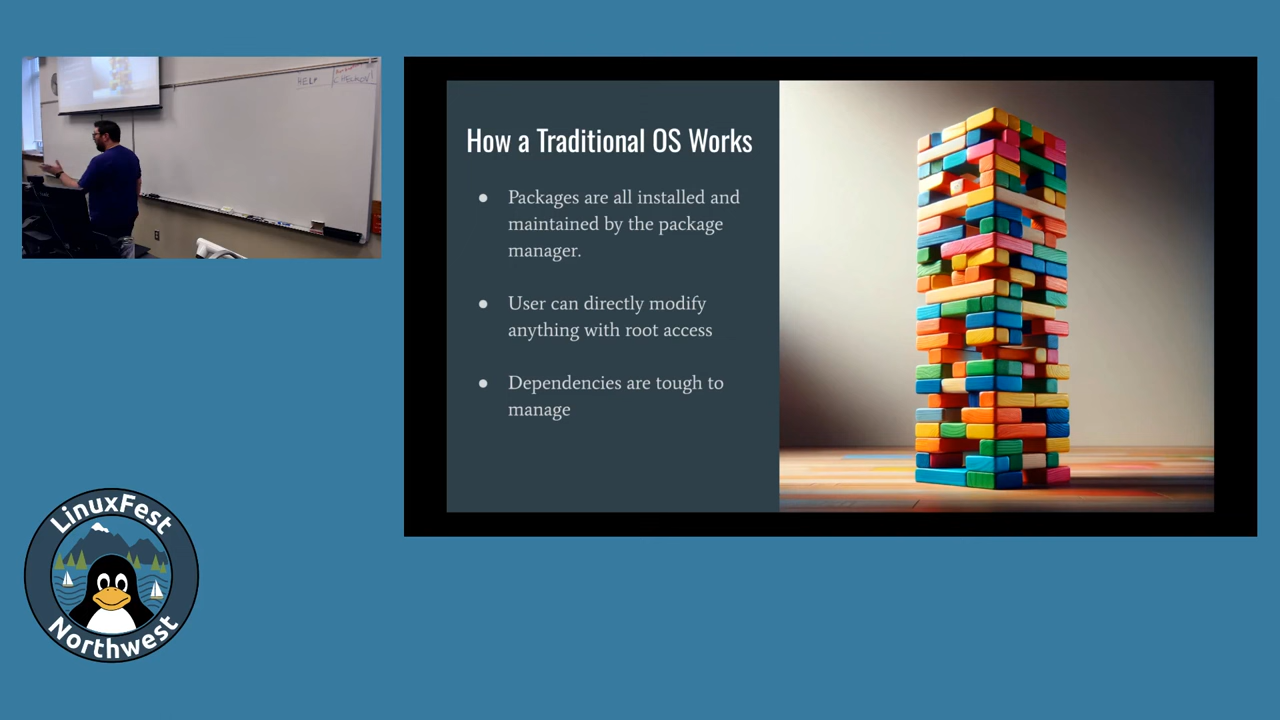 HELP
How a Traditional OS Works
● Packages are all installed and
maintained by the package
manager.
● User can directly modify
anything with root access
● Dependencies are tough to
manage
LinuxFest
Northwest